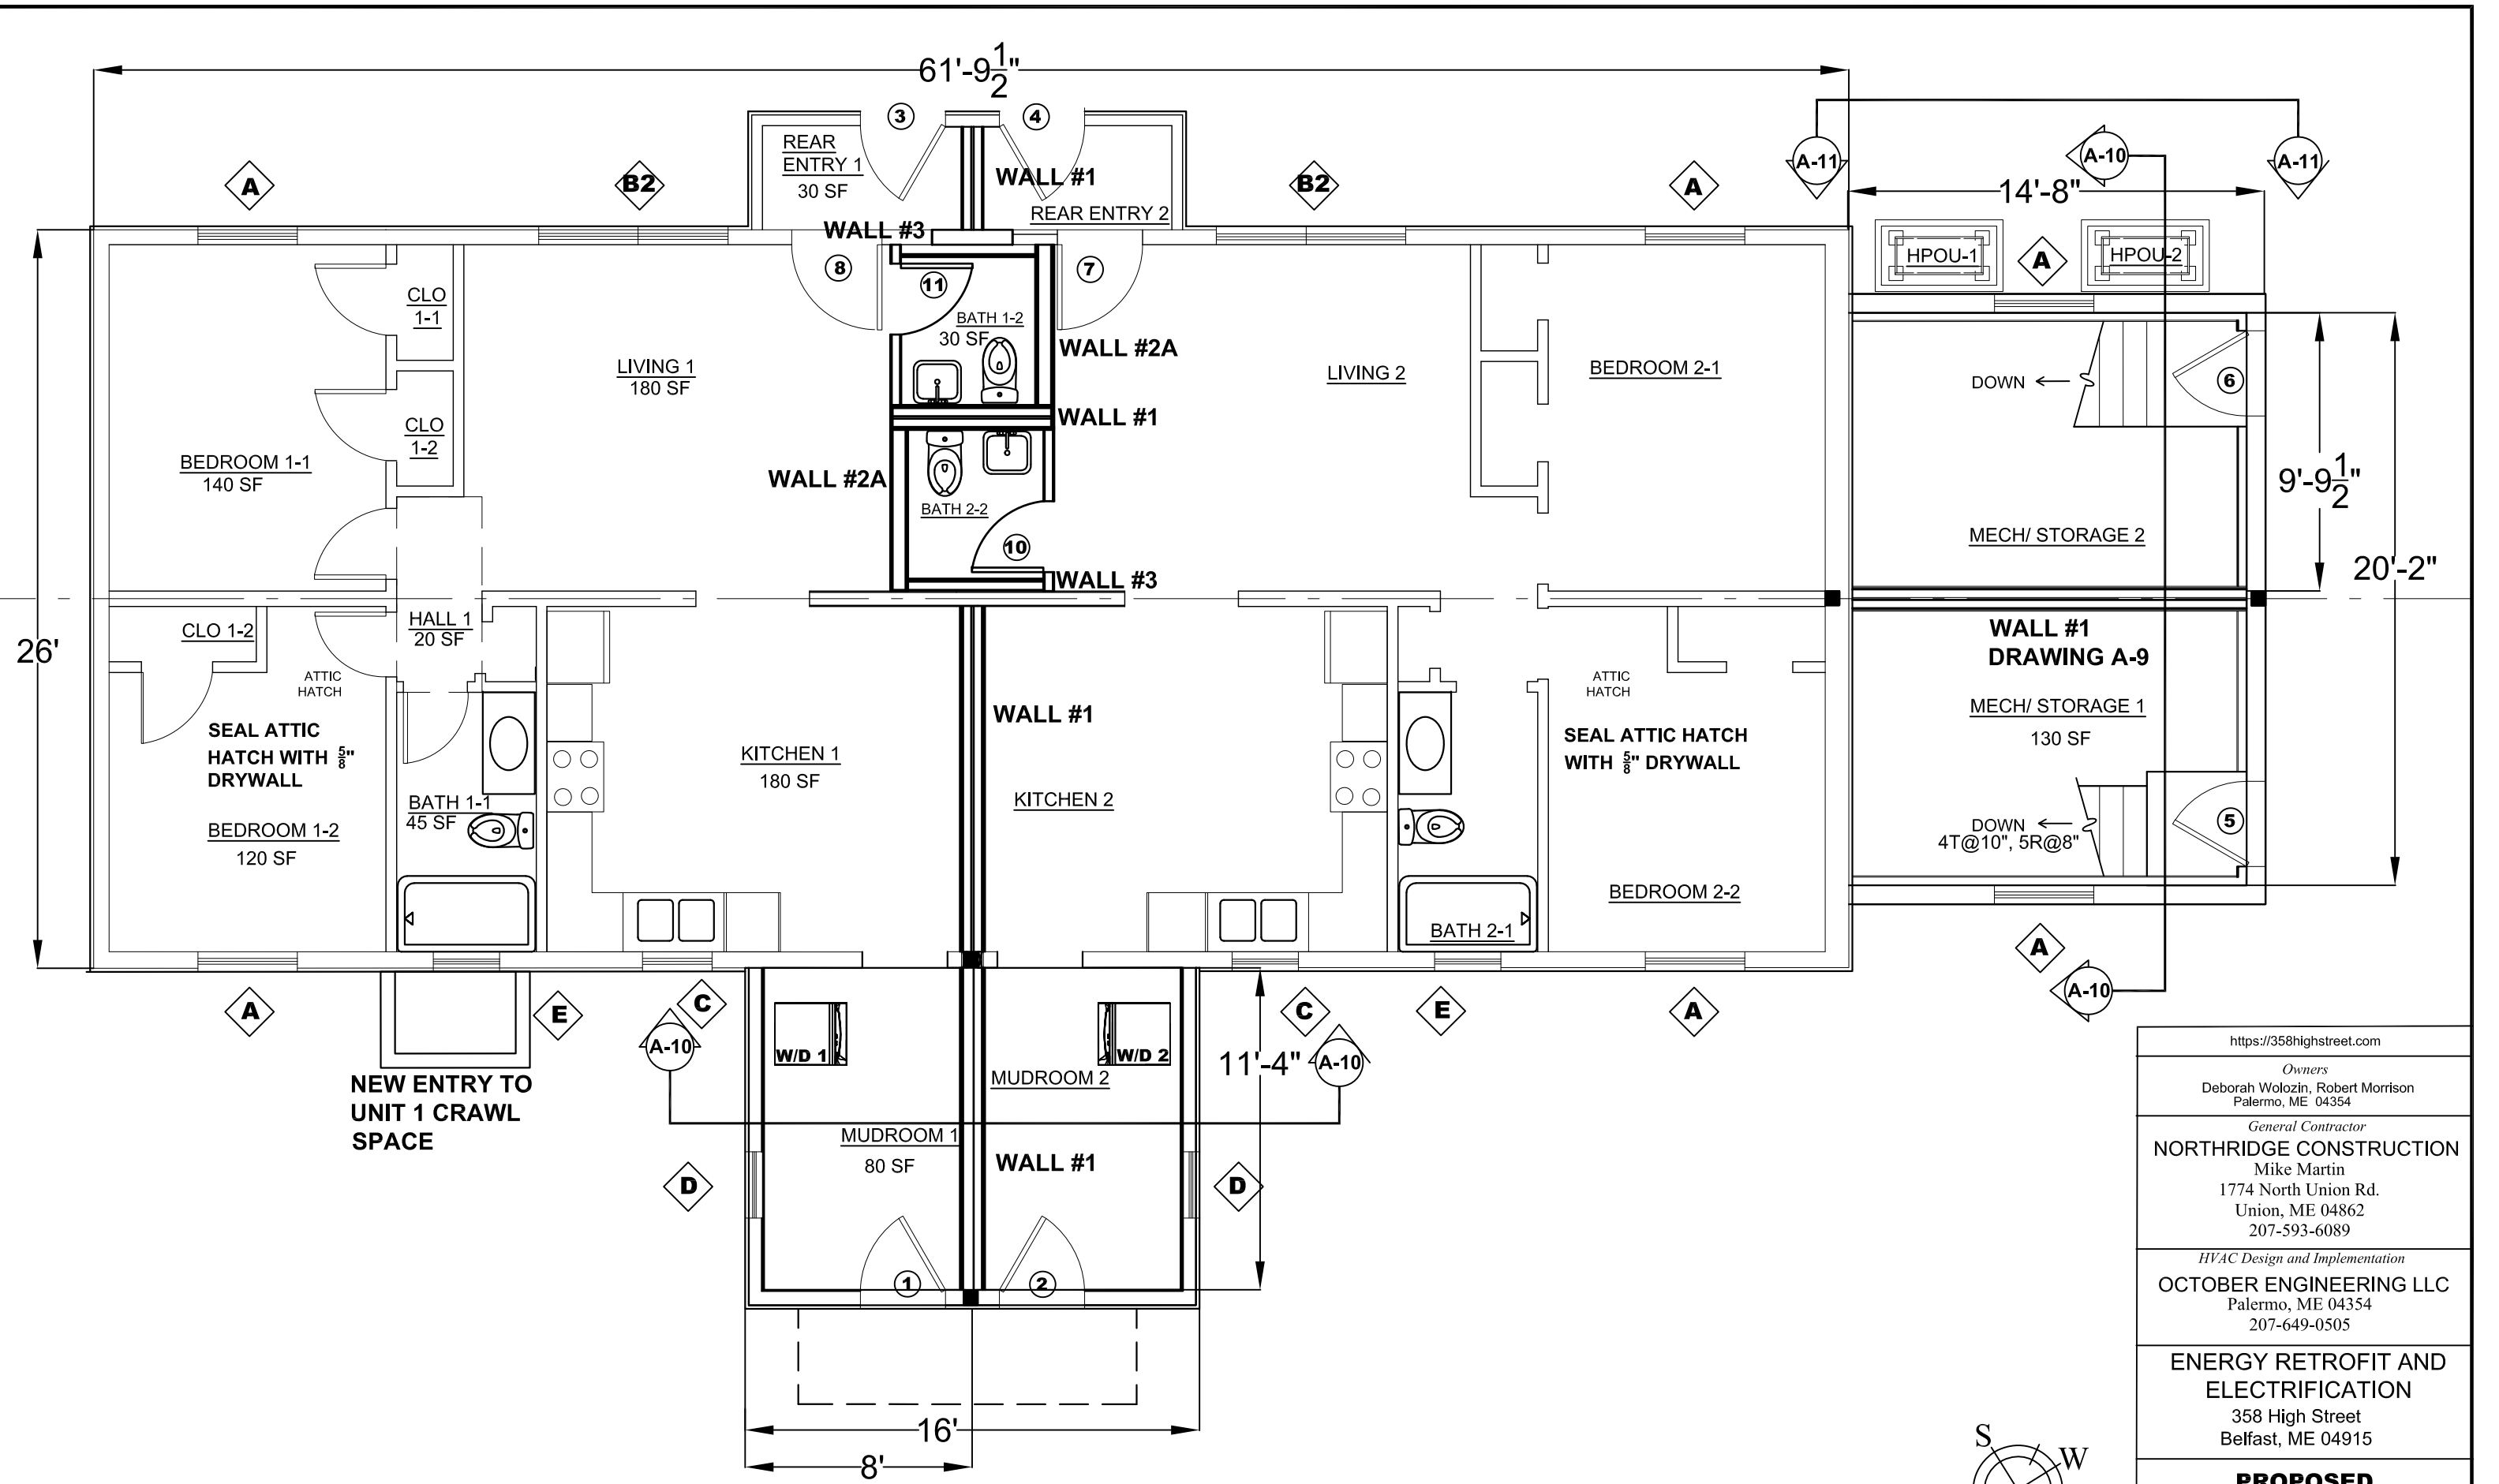 61'-9 1/2"
3
4
REAR
ENTRY 1
30 SF
WALL #1
REAR ENTRY 2
A
B2
B2
A
A-11
A-10
A-11
14'-8"
WALL #3
8
11
7
HPOU-1
A
HPOU-2
CLO
1-1
BATH 1-2
30 SF
WALL #2A
LIVING 1
180 SF
LIVING 2
BEDROOM 2-1
DOWN
6
CLO
1-2
WALL #1
BEDROOM 1-1
140 SF
WALL #2A
BATH 2-2
10
9'-9 1/2"
MECH/ STORAGE 2
WALL #3
20'-2"
26'
CLO 1-2
HALL 1
20 SF
ATTIC
HATCH
ATTIC
HATCH
WALL #1
DRAWING A-9
SEAL ATTIC
HATCH WITH 5/8"
DRYWALL
WALL #1
SEAL ATTIC HATCH
WITH 5/8" DRYWALL
MECH/ STORAGE 1
130 SF
KITCHEN 1
180 SF
KITCHEN 2
BATH 1-1
45 SF
BEDROOM 1-2
120 SF
DOWN
4T@10", 5R@8"
5
BEDROOM 2-2
BATH 2-1
A
E
C
A-10
C
E
A
A
A-10
W/D 1
W/D 2
MUDROOM 2
11'-4"
A-10
NEW ENTRY TO
UNIT 1 CRAWL
SPACE
MUDROOM 1
80 SF
WALL #1
D
D
1
2
16'
8'
https://358highstreet.com
Owners
Deborah Wolozin, Robert Morrison
Palermo, ME 04354
General Contractor
NORTHRIDGE CONSTRUCTION
Mike Martin
1774 North Union Rd.
Union, ME 04862
207-593-6089
HVAC Design and Implementation
OCTOBER ENGINEERING LLC
Palermo, ME 04354
207-649-0505
ENERGY RETROFIT AND
ELECTRIFICATION
358 High Street
Belfast, ME 04915
S
W
PROPOSED